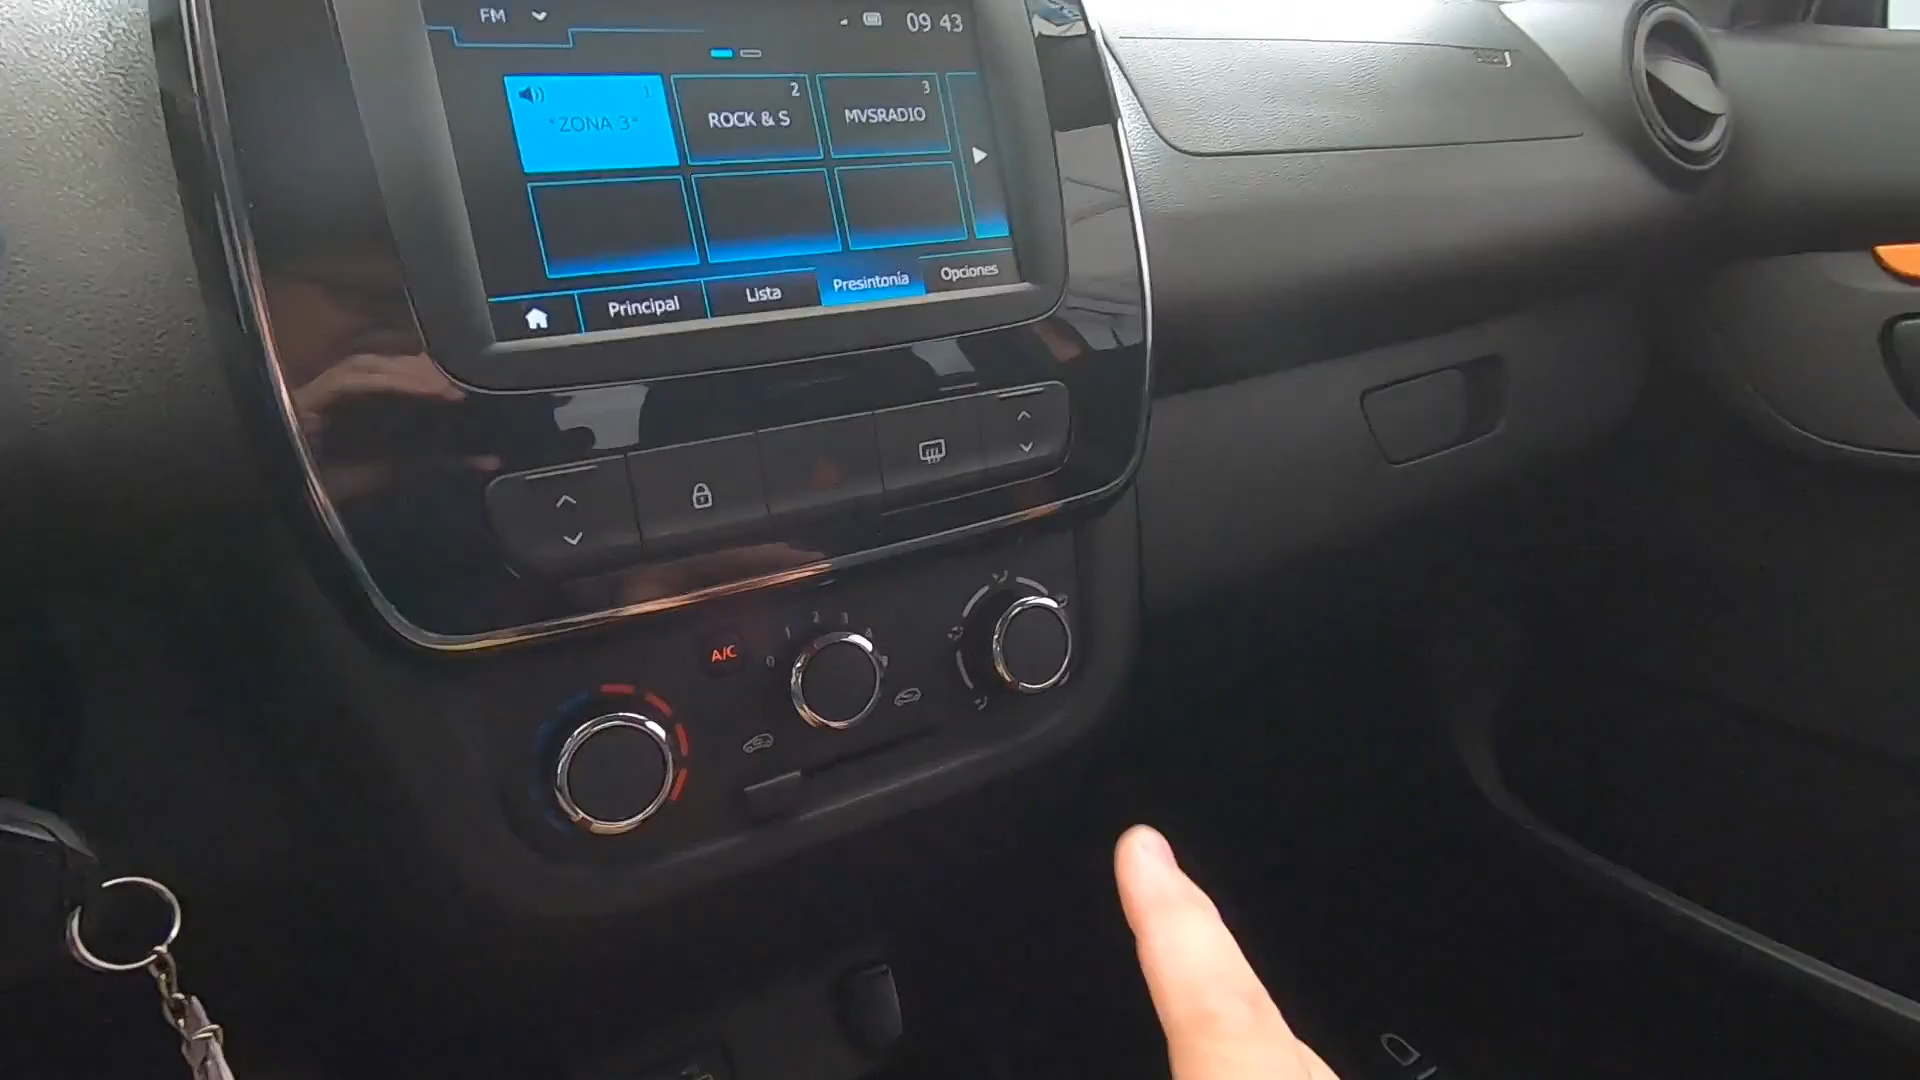 FM
09 43
1
*ZONA 3*
2
ROCK & S
3
MVSRADIO
Principal
Lista
Presintonía
Opciones
A/C
0 1 2 3 4